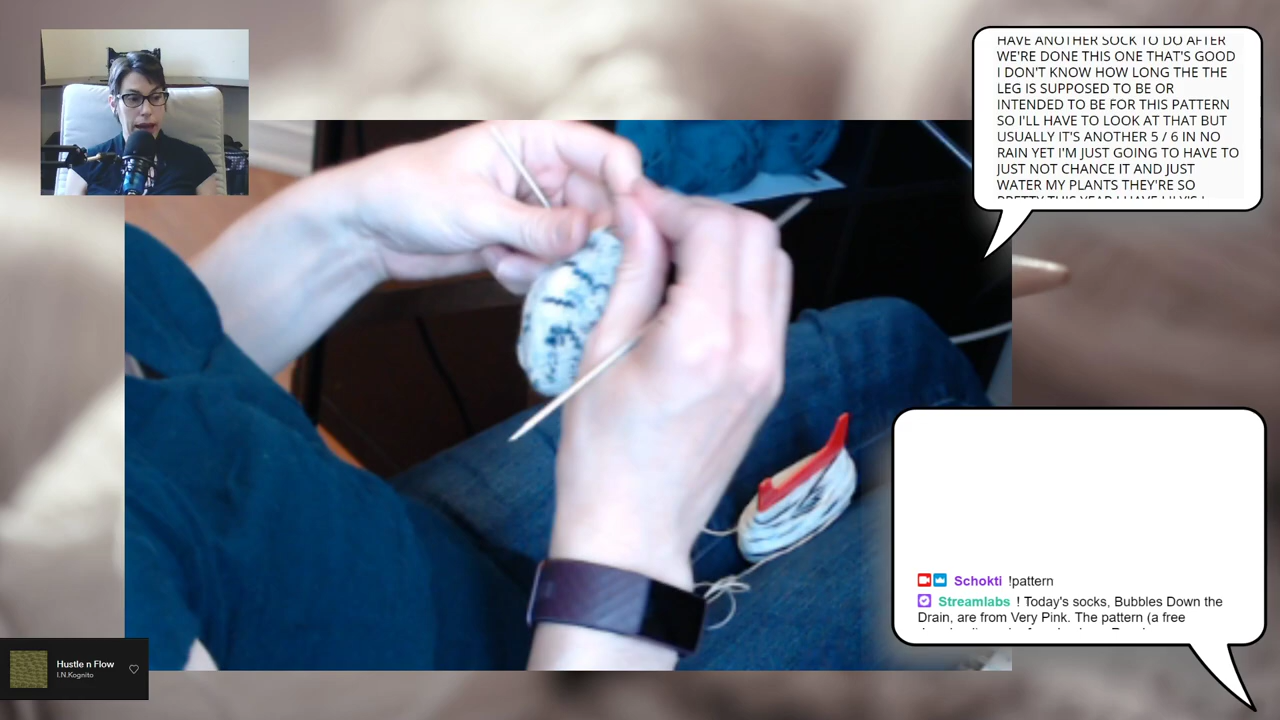 HAVE ANOTHER SOCK TO DO AFTER
WE'RE DONE THIS ONE THAT'S GOOD
I DON'T KNOW HOW LONG THE THE
LEG IS SUPPOSED TO BE OR
INTENDED TO BE FOR THIS PATTERN
SO I'LL HAVE TO LOOK AT THAT BUT
USUALLY IT'S ANOTHER 5 / 6 IN NO
RAIN YET I'M JUST GOING TO HAVE TO
JUST NOT CHANCE IT AND JUST
WATER MY PLANTS THEY'RE SO
PRETTY THIS YEAR I HAVE
Schokti !pattern
Streamlabs ! Today's socks, Bubbles Down the
Drain, are from Very Pink. The pattern (a free
Hustle n Flow
I.N.Kognito